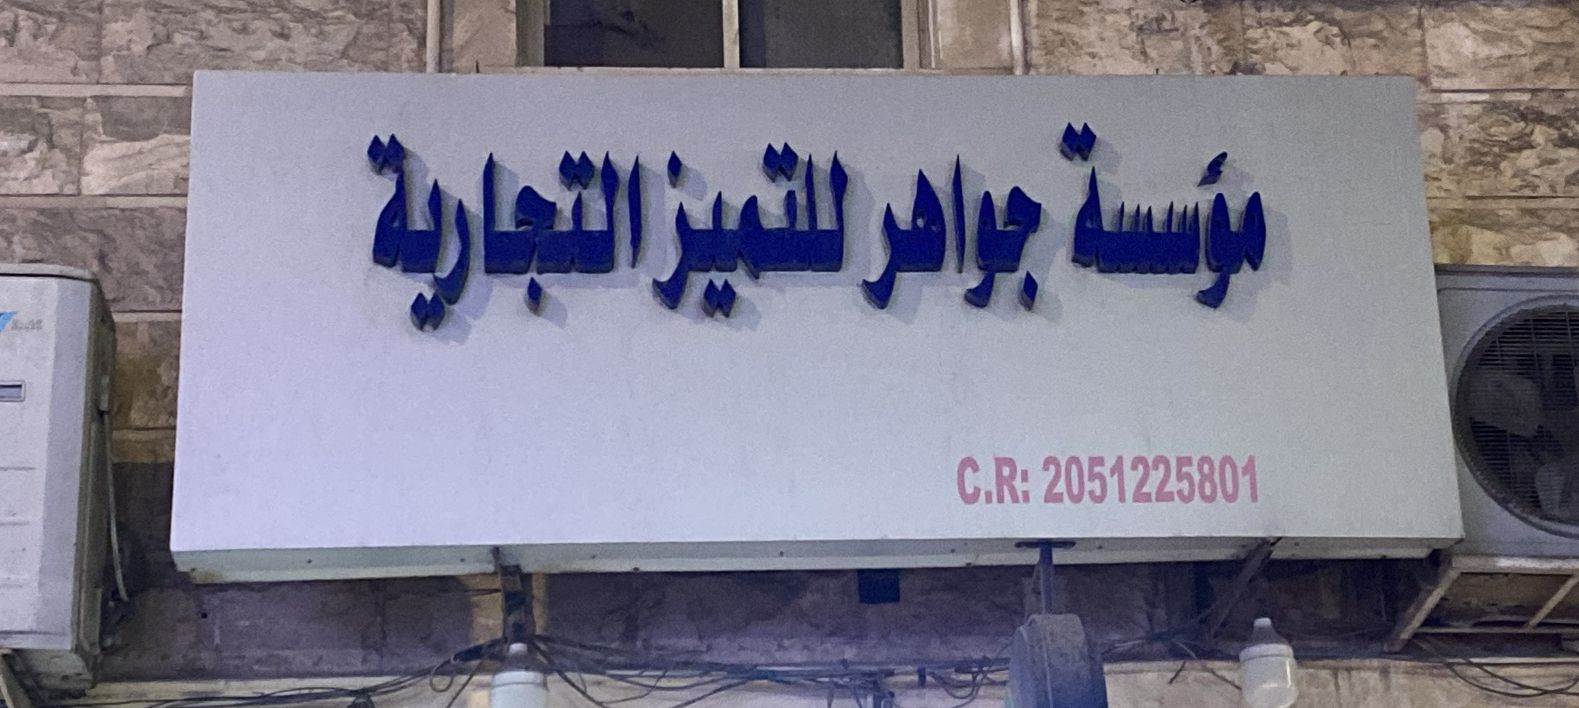 مؤسسة جواهر للتميز التجارية
C.R: 2051225801